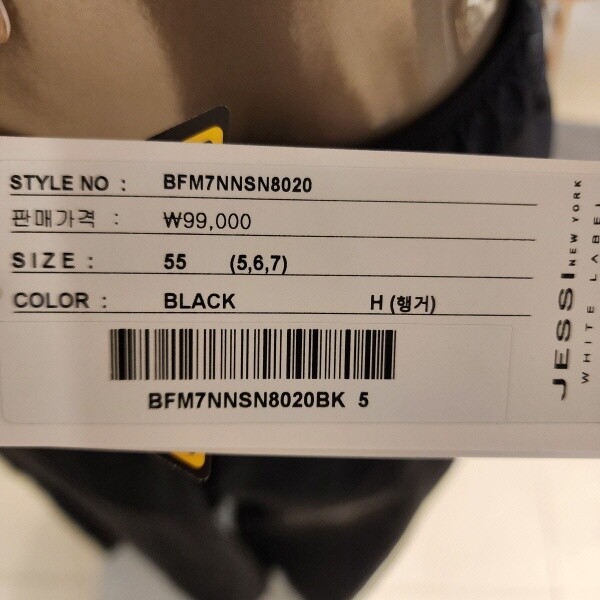 STYLE NO : BFM7NNSN8020
판매가격 : ₩99,000
SIZE : 55 (5,6,7)
COLOR : BLACK H (행거)
BFM7NNSN8020BK 5
JESSI NEW YORK
WHITE LABEL